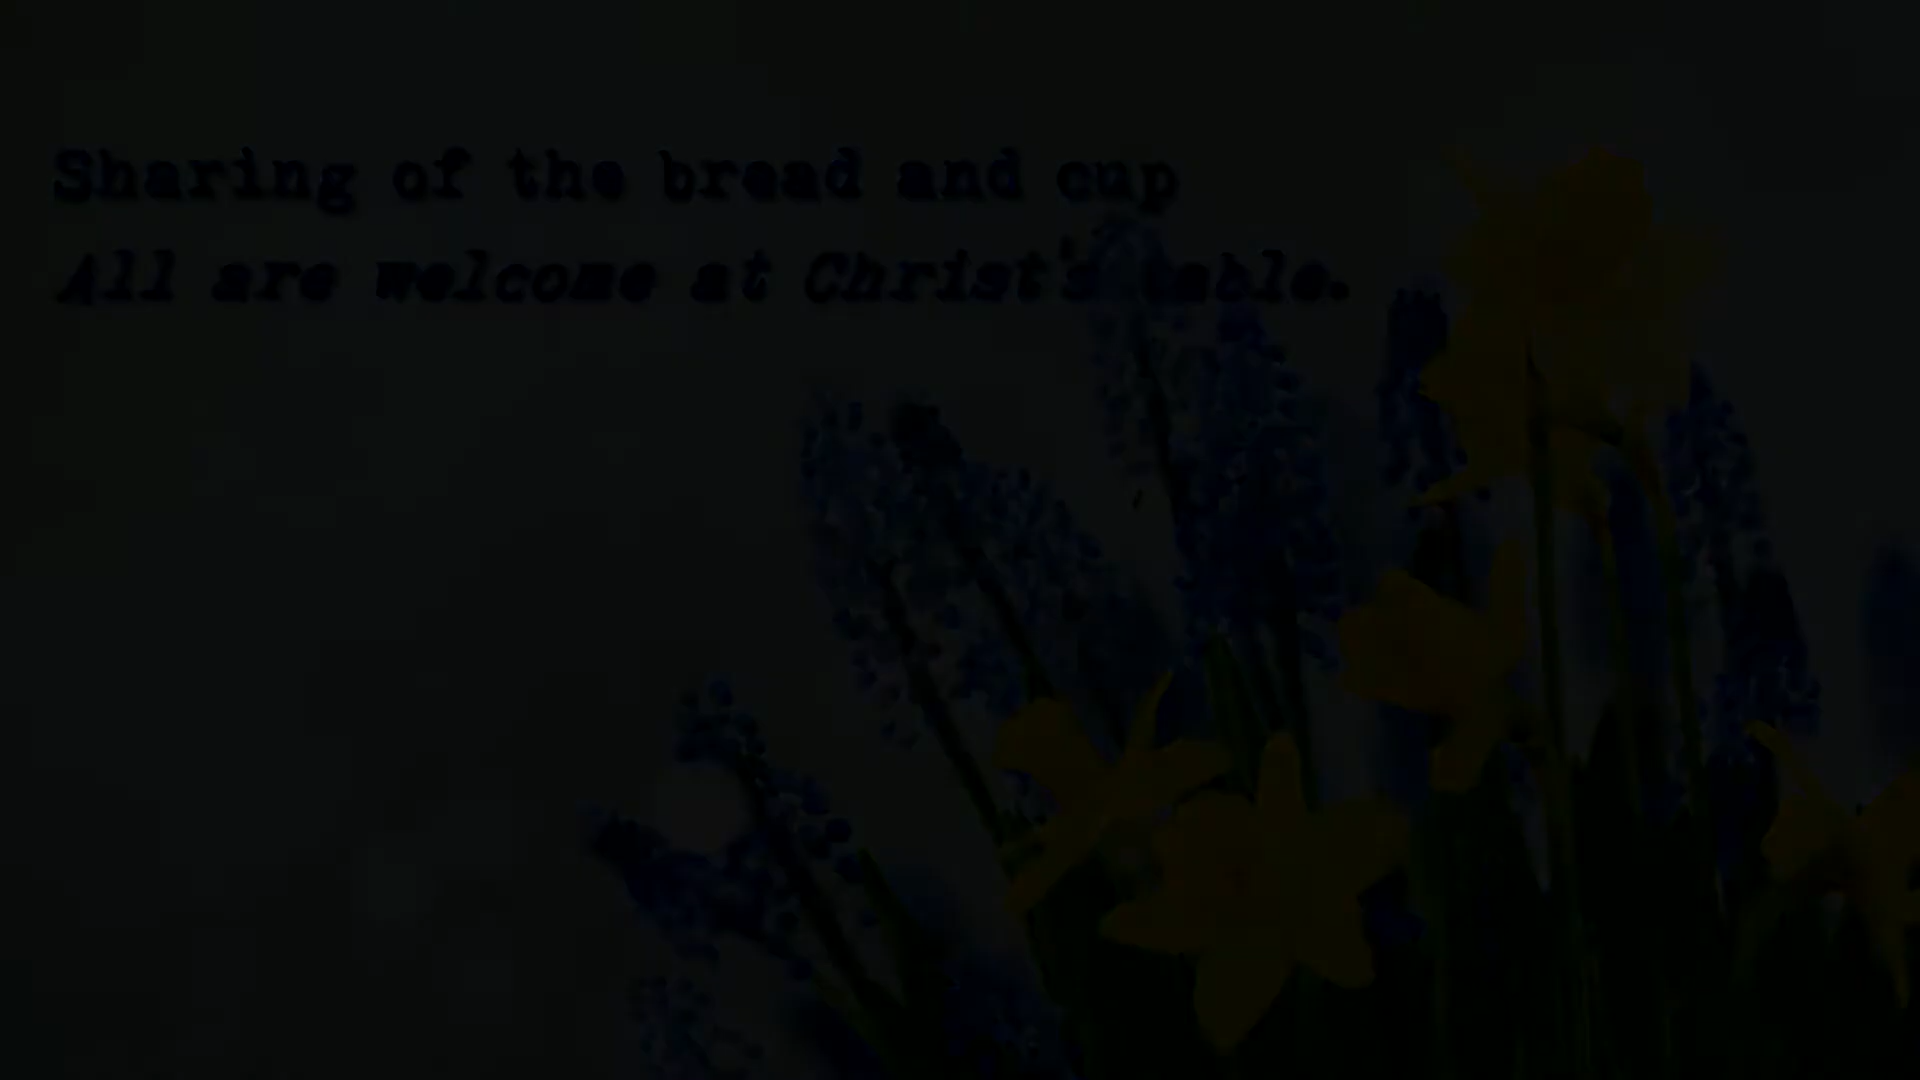 Sharing of the bread and cup
All are welcome at Christ's table.